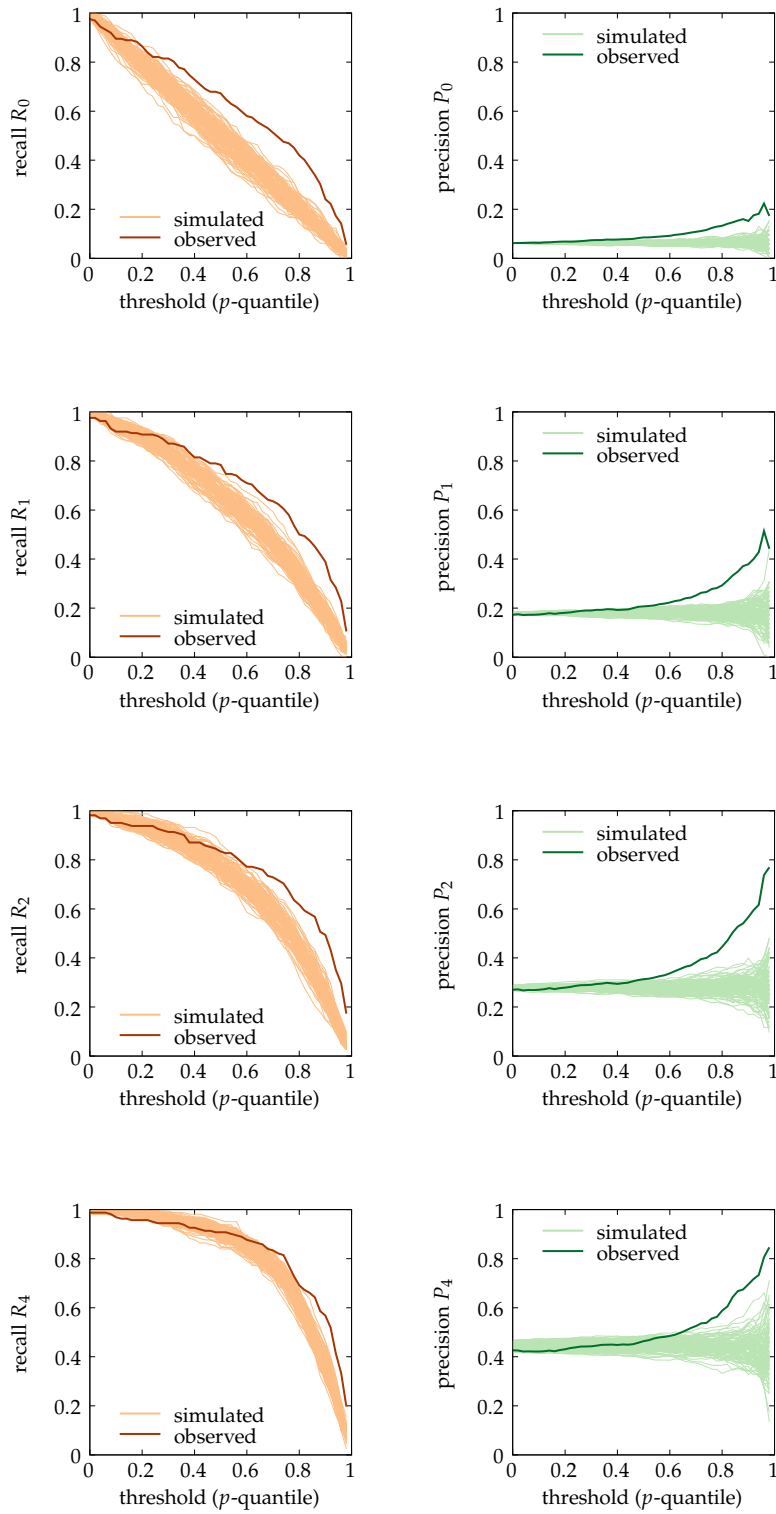 1
0.8
0.6
0.4
0.2
0
recall R0
simulated
observed
0 0.2 0.4 0.6 0.8 1
threshold (p-quantile)
1
0.8
0.6
0.4
0.2
0
precision P0
simulated
observed
0 0.2 0.4 0.6 0.8 1
threshold (p-quantile)
1
0.8
0.6
0.4
0.2
0
recall R1
simulated
observed
0 0.2 0.4 0.6 0.8 1
threshold (p-quantile)
1
0.8
0.6
0.4
0.2
0
precision P1
simulated
observed
0 0.2 0.4 0.6 0.8 1
threshold (p-quantile)
1
0.8
0.6
0.4
0.2
0
recall R2
simulated
observed
0 0.2 0.4 0.6 0.8 1
threshold (p-quantile)
1
0.8
0.6
0.4
0.2
0
precision P2
simulated
observed
0 0.2 0.4 0.6 0.8 1
threshold (p-quantile)
1
0.8
0.6
0.4
0.2
0
recall R4
simulated
observed
0 0.2 0.4 0.6 0.8 1
threshold (p-quantile)
1
0.8
0.6
0.4
0.2
0
precision P4
simulated
observed
0 0.2 0.4 0.6 0.8 1
threshold (p-quantile)